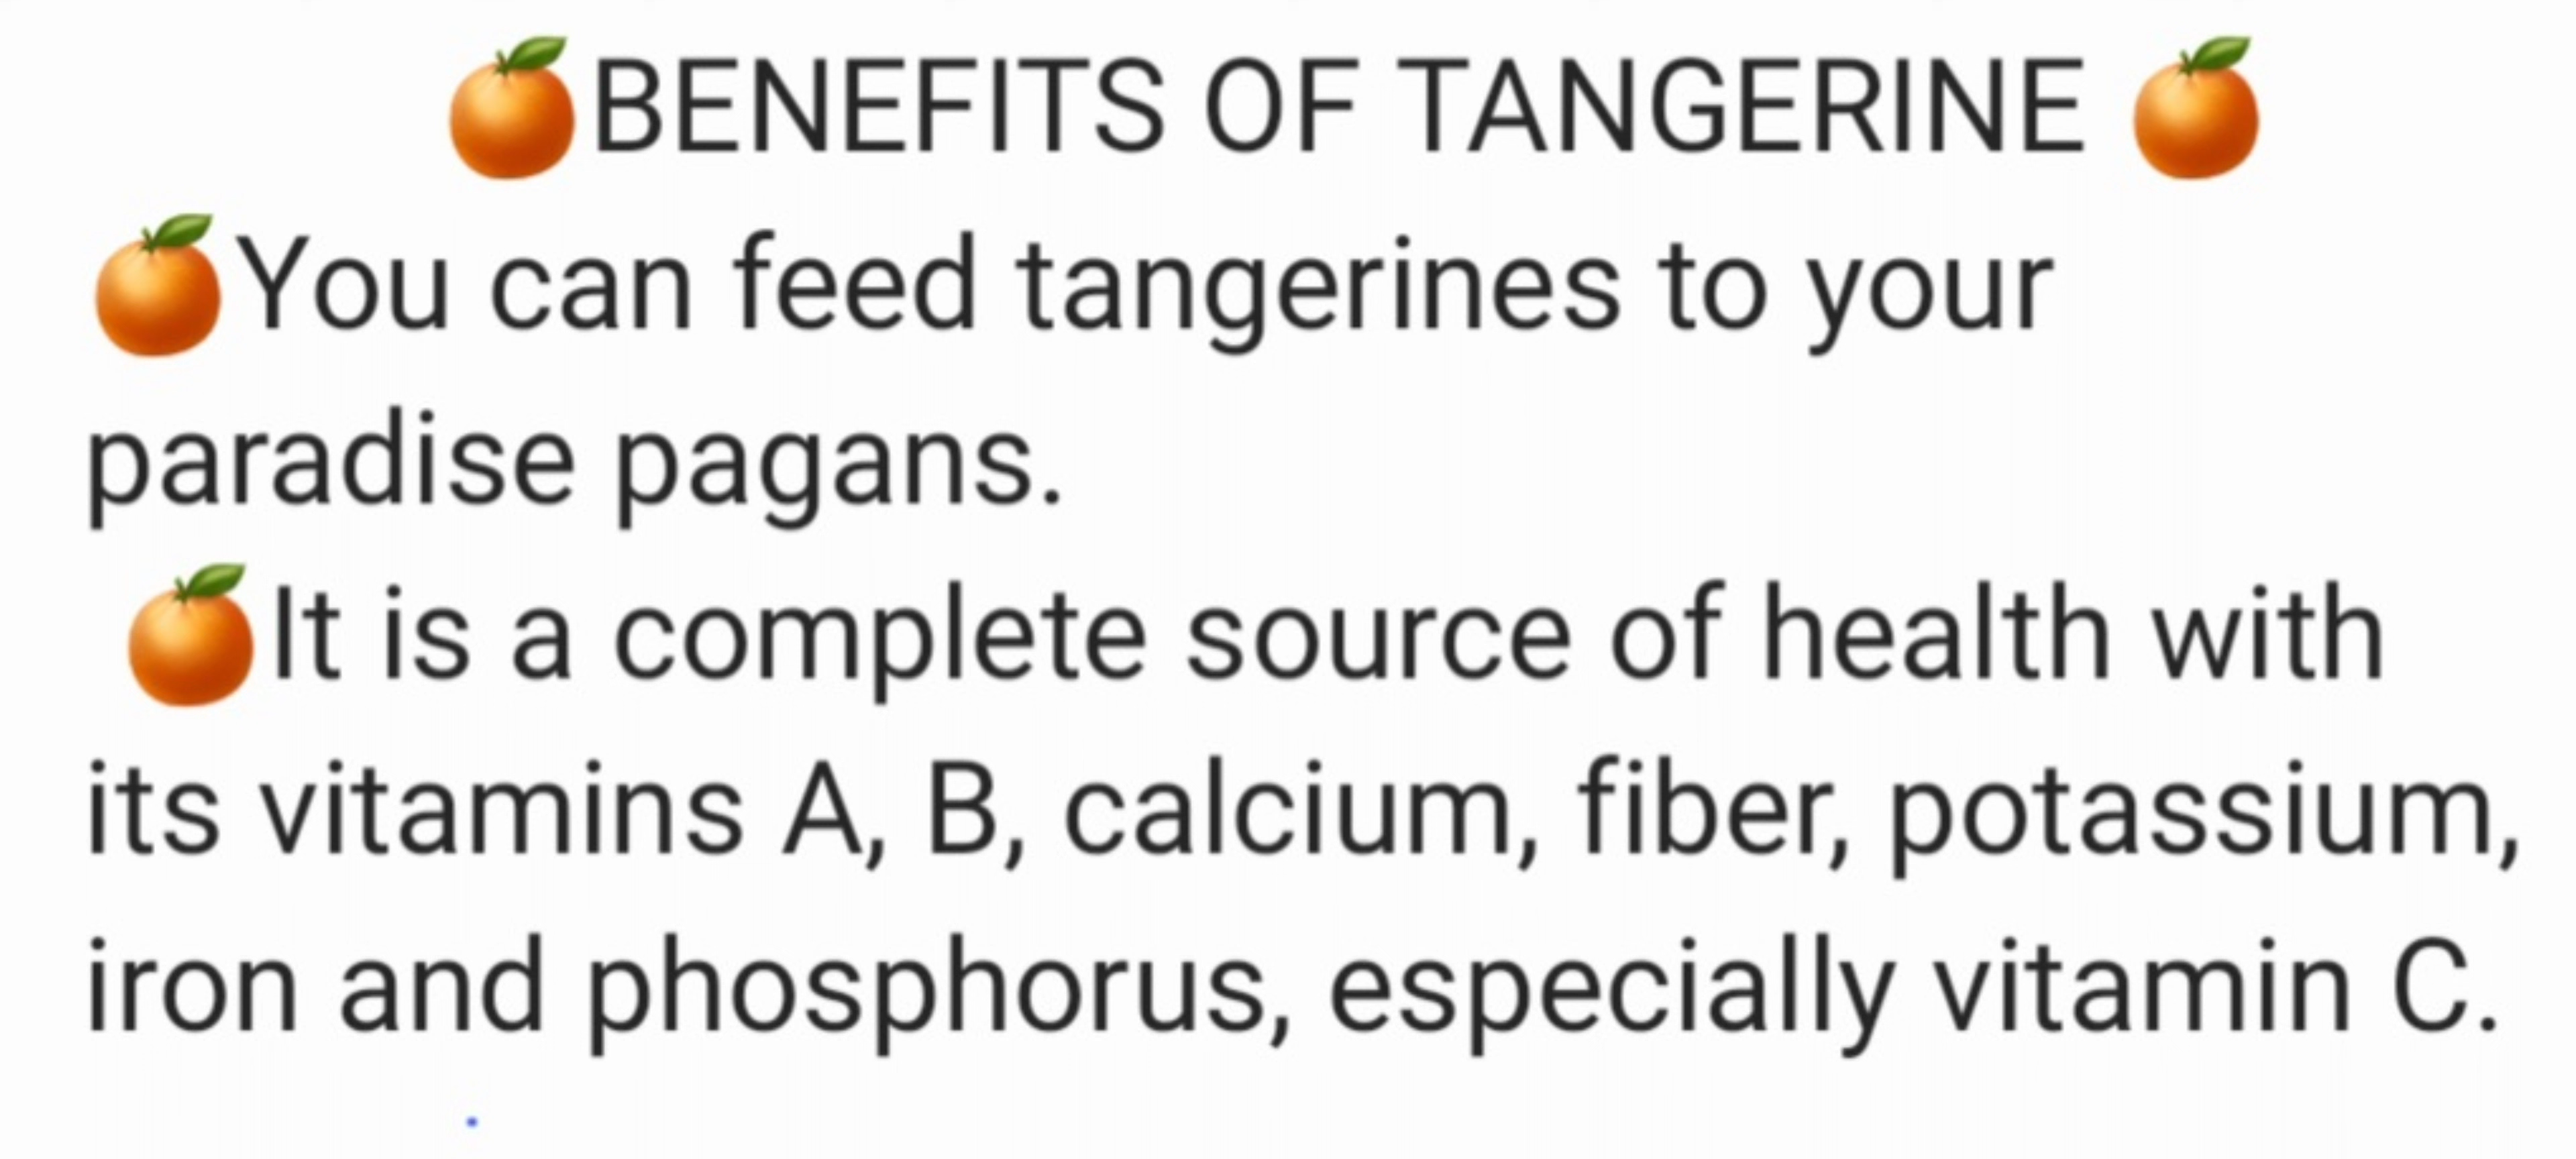 🍊BENEFITS OF TANGERINE 🍊
🍊You can feed tangerines to your
paradise pagans.
🍊It is a complete source of health with
its vitamins A, B, calcium, fiber, potassium,
iron and phosphorus, especially vitamin C.